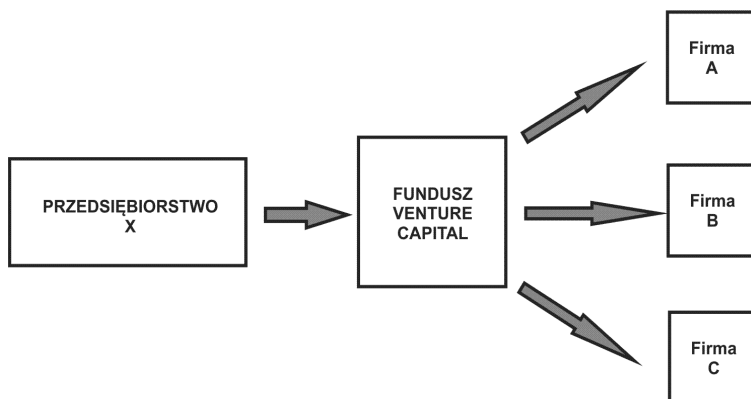 PRZEDSIĘBIORSTWO
X
FUNDUSZ
VENTURE
CAPITAL
Firma
A
Firma
B
Firma
C